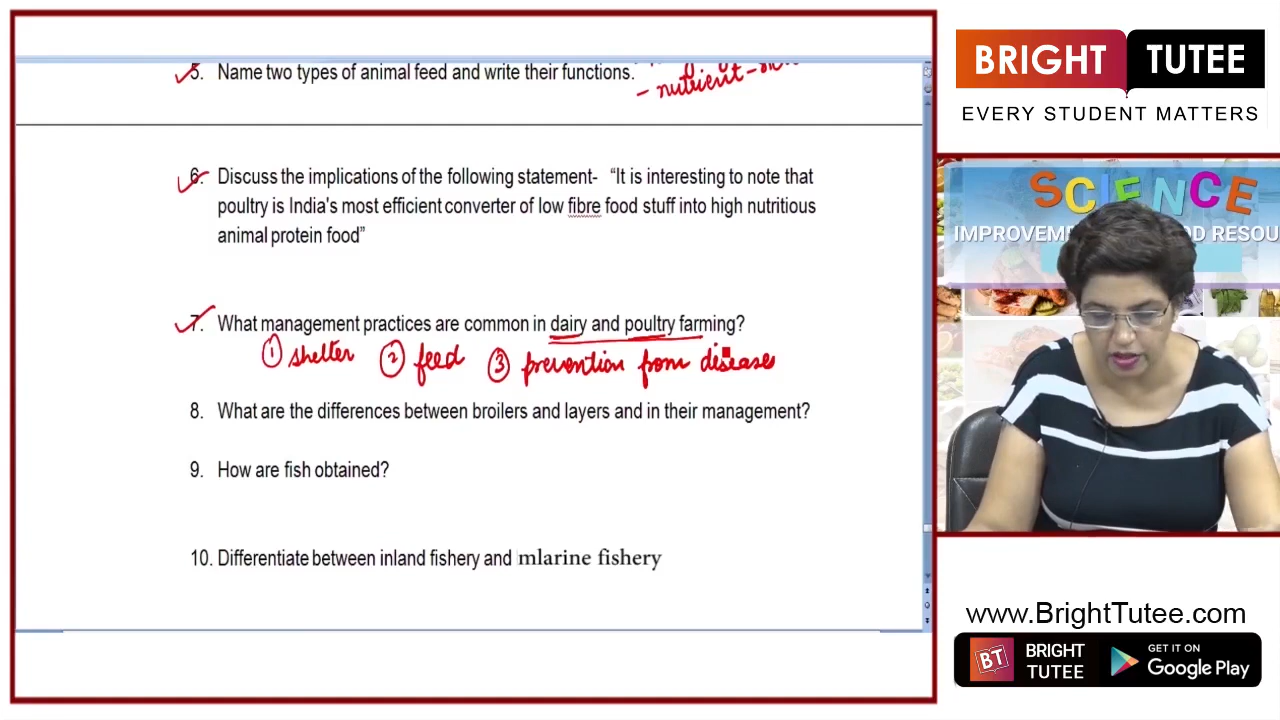 5. Name two types of animal feed and write their functions.
- nutrient -
6. Discuss the implications of the following statement- “It is interesting to note that
poultry is India's most efficient converter of low fibre food stuff into high nutritious
animal protein food”
7. What management practices are common in dairy and poultry farming?
① shelter ② feed ③ prevention from diseases
8. What are the differences between broilers and layers and in their management?
9. How are fish obtained?
10. Differentiate between inland fishery and mlarine fishery
BRIGHT TUTEE
EVERY STUDENT MATTERS
SCIENCE
www.BrightTutee.com
BT BRIGHT TUTEE
GET IT ON
Google Play